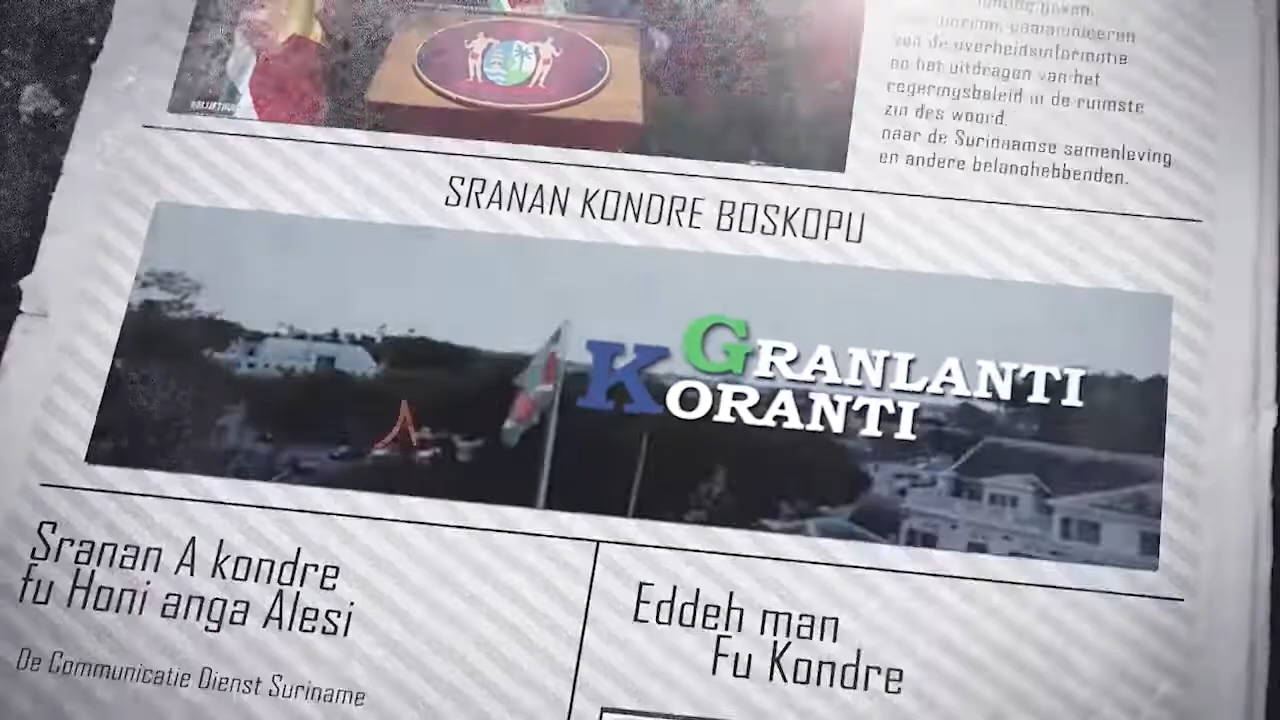 van de overheidsinformatie
en het uitdragen van het
regeringsbeleid in de ruimste
zin des woord.
naar de Surinaamse samenleving
en andere belanghebbenden.
SRANAN KONDRE BOSKOPU
GRANLANTI
KORANTI
Sranan A kondre
fu Honi anga Alesi
De Communicatie Dienst Suriname
Eddeh man
Fu Kondre